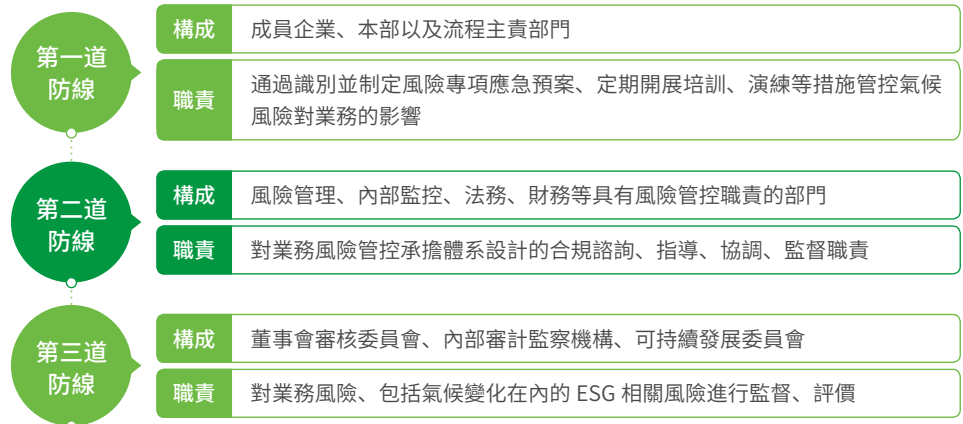 第一道
防線
構成
成員企業、本部以及流程主責部門
職責
通過識別並制定風險專項應急預案、定期開展培訓、演練等措施管控氣候
風險對業務的影響
第二道
防線
構成
風險管理、內部監控、法務、財務等具有風險管控職責的部門
職責
對業務風險管控承擔體系設計的合規諮詢、指導、協調、監督職責
第三道
防線
構成
董事會審核委員會、內部審計監察機構、可持續發展委員會
職責
對業務風險、包括氣候變化在內的 ESG 相關風險進行監督、評價